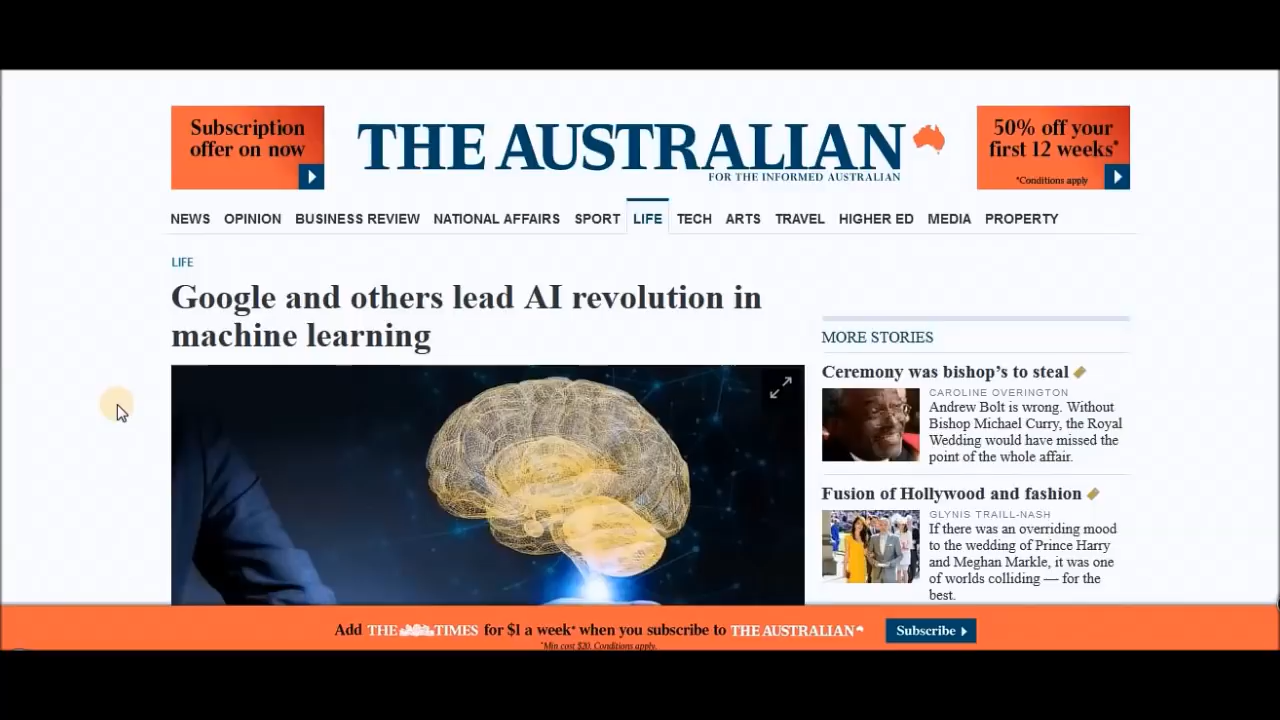 Subscription
offer on now
THE AUSTRALIAN
FOR THE INFORMED AUSTRALIAN
50% off your
first 12 weeks*
*Conditions apply
NEWS OPINION BUSINESS REVIEW NATIONAL AFFAIRS SPORT LIFE TECH ARTS TRAVEL HIGHER ED MEDIA PROPERTY
LIFE
Google and others lead AI revolution in
machine learning
MORE STORIES
Ceremony was bishop's to steal
CAROLINE OVERINGTON
Andrew Bolt is wrong. Without
Bishop Michael Curry, the Royal
Wedding would have missed the
point of the whole affair.
Fusion of Hollywood and fashion
GLYNIS TRAILL-NASH
If there was an overriding mood
to the wedding of Prince Harry
and Meghan Markle, it was one
of worlds colliding — for the
best.
Add THE TIMES for $1 a week* when you subscribe to THE AUSTRALIAN
*Min cost $20. Conditions apply.
Subscribe